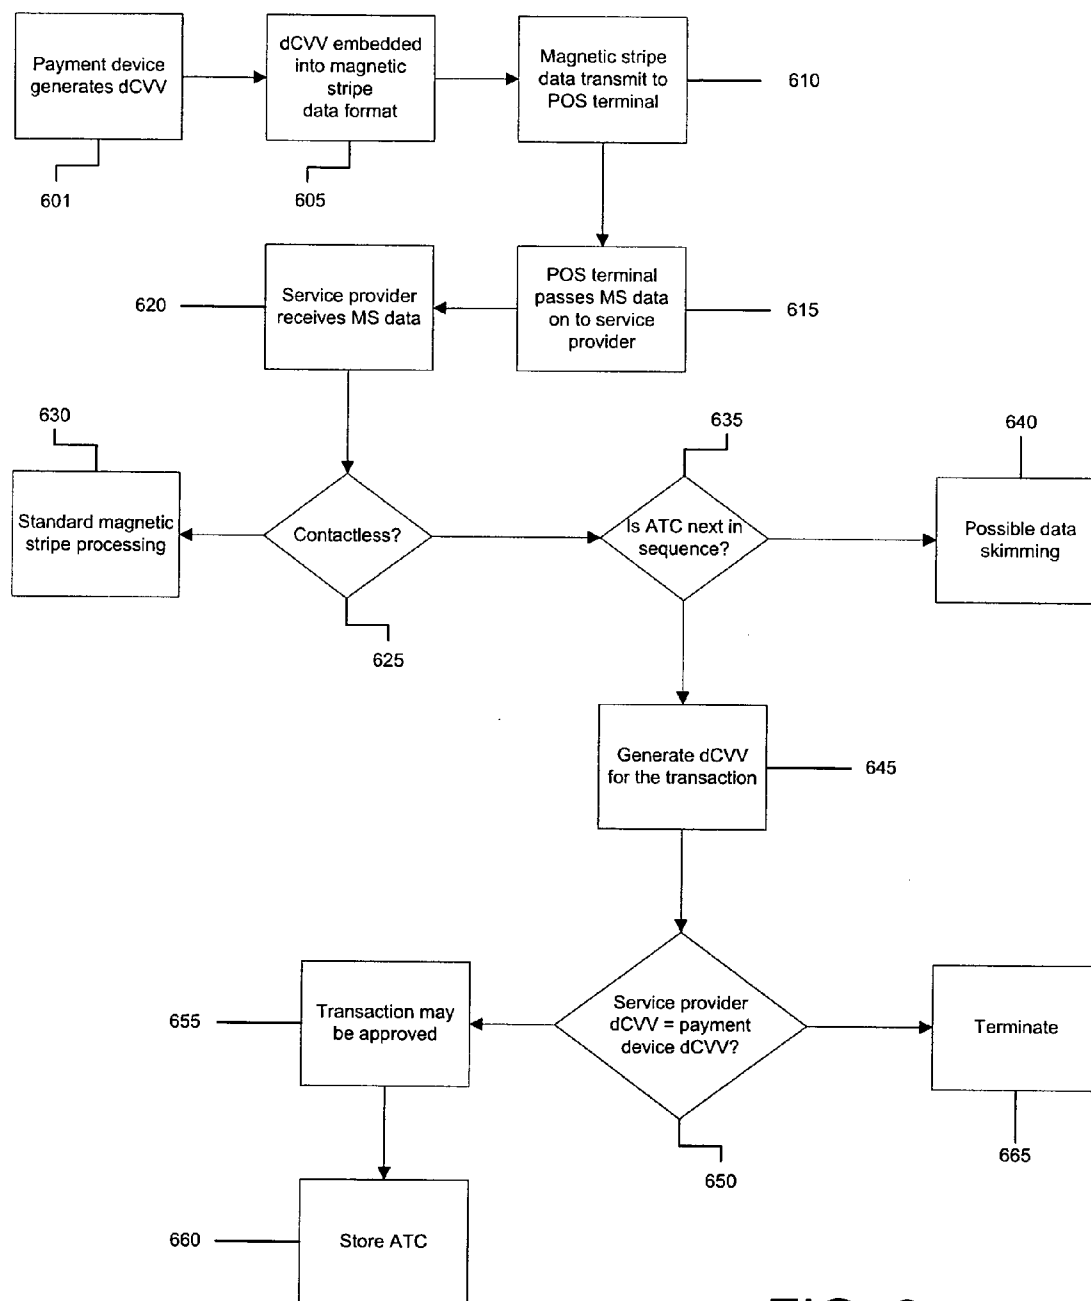 Payment device
generates dCVV
601
dCVV embedded
into magnetic
stripe
data format
605
Magnetic stripe
data transmit to
POS terminal
610
POS terminal
passes MS data
on to service
provider
615
Service provider
receives MS data
620
Contactless?
625
Standard magnetic
stripe processing
630
Is ATC next in
sequence?
635
Possible data
skimming
640
Generate dCVV
for the transaction
645
Service provider
dCVV = payment
device dCVV?
650
Transaction may
be approved
655
Store ATC
660
Terminate
665